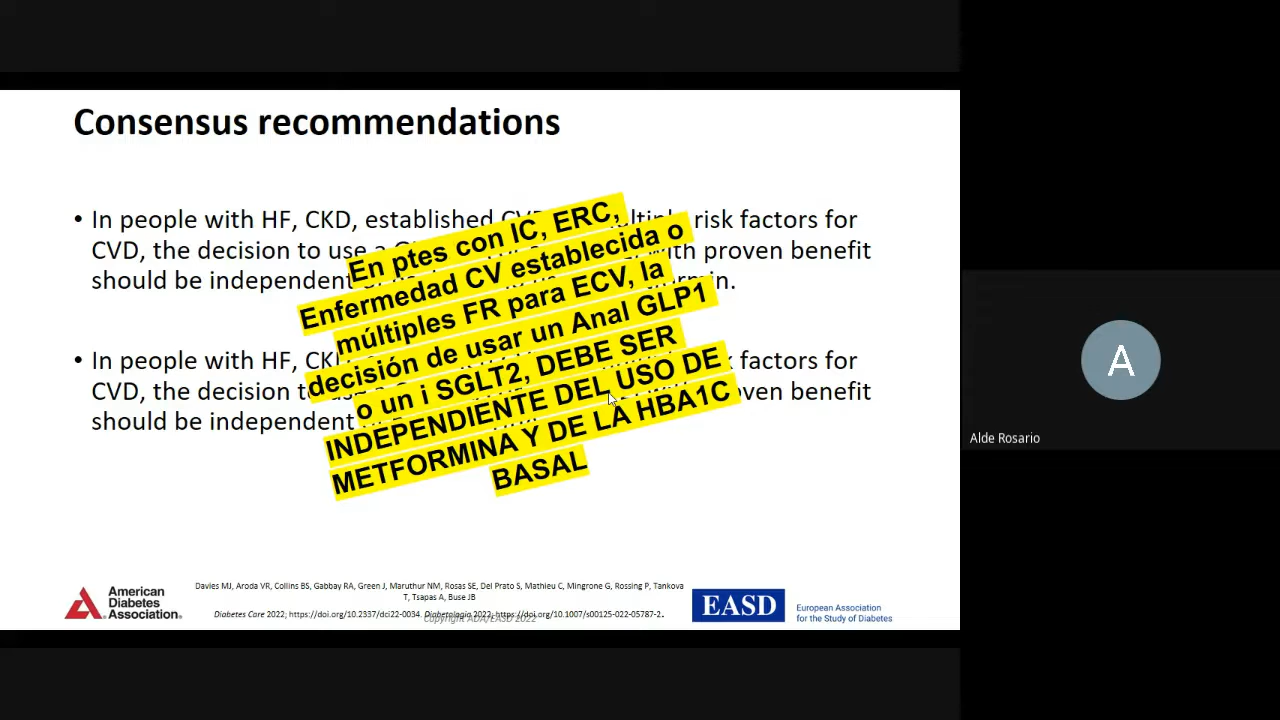 Consensus recommendations
• In people with HF, CKD, established risk factors for
CVD, the decision to use a with proven benefit
should be independent
• In people with HF, factors for
CVD, the decision benefit
should be independent
En ptes con IC, ERC,
Enfermedad CV establecida o
múltiples FR para ECV, la
decisión de usar un Anal GLP1
o un i SGLT2, DEBE SER
INDEPENDIENTE DEL USO DE
METFORMINA Y DE LA HBA1C
BASAL
American
Diabetes
Association®
Davies MJ, Aroda VR, Collins BS, Gabbay RA, Green J, Maruthur NM, Rosas SE, Del Prato S, Mathieu C, Mingrone G, Rossing P, Tankova
T, Tsapas A, Buse JB
Diabetes Care 2022; https://doi.org/10.2337/dci22-0034. Diabetologia 2022; https://doi.org/10.1007/s00125-022-05787-2.
Copyright ADA/EASD 2022
EASD
European Association
for the Study of Diabetes
A
Alde Rosario